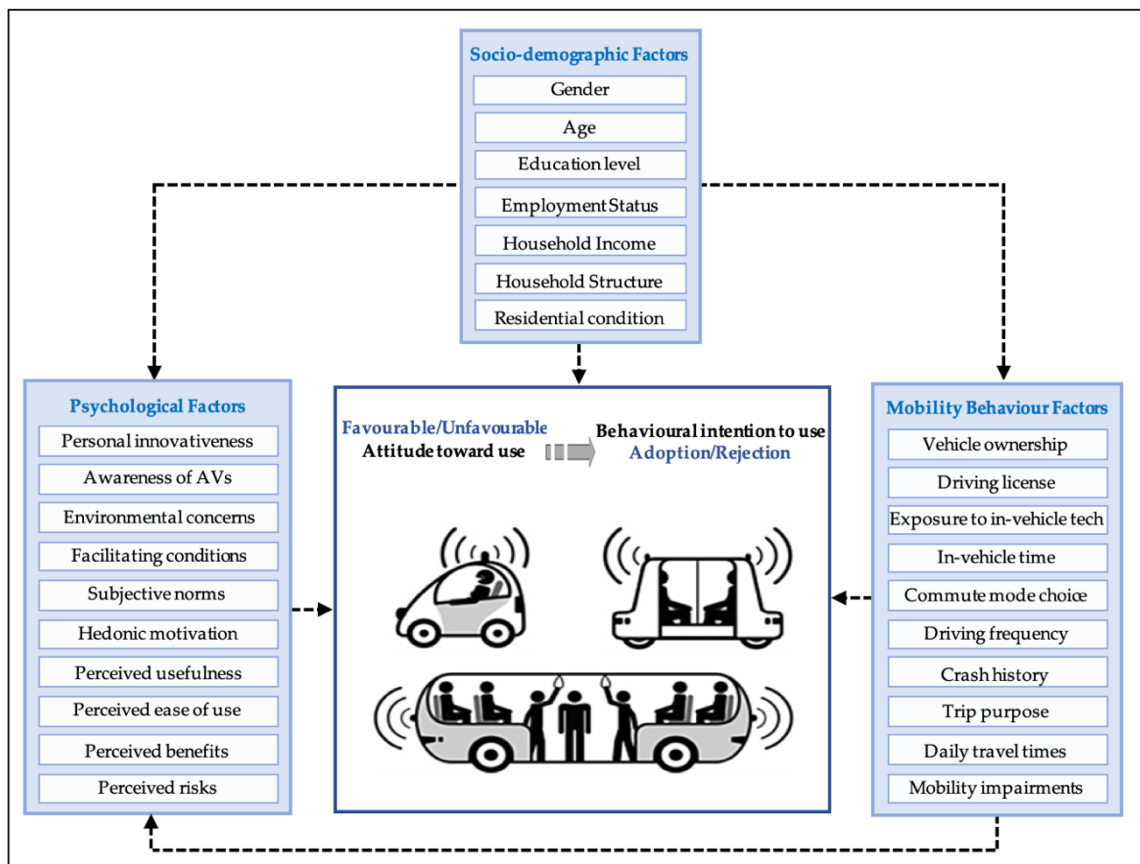 Socio-demographic Factors
Gender
Age
Education level
Employment Status
Household Income
Household Structure
Residential condition
Psychological Factors
Personal innovativeness
Awareness of AVs
Environmental concerns
Facilitating conditions
Subjective norms
Hedonic motivation
Perceived usefulness
Perceived ease of use
Perceived benefits
Perceived risks
Favourable/Unfavourable
Attitude toward use
Behavioural intention to use
Adoption/Rejection
Mobility Behaviour Factors
Vehicle ownership
Driving license
Exposure to in-vehicle tech
In-vehicle time
Commute mode choice
Driving frequency
Crash history
Trip purpose
Daily travel times
Mobility impairments